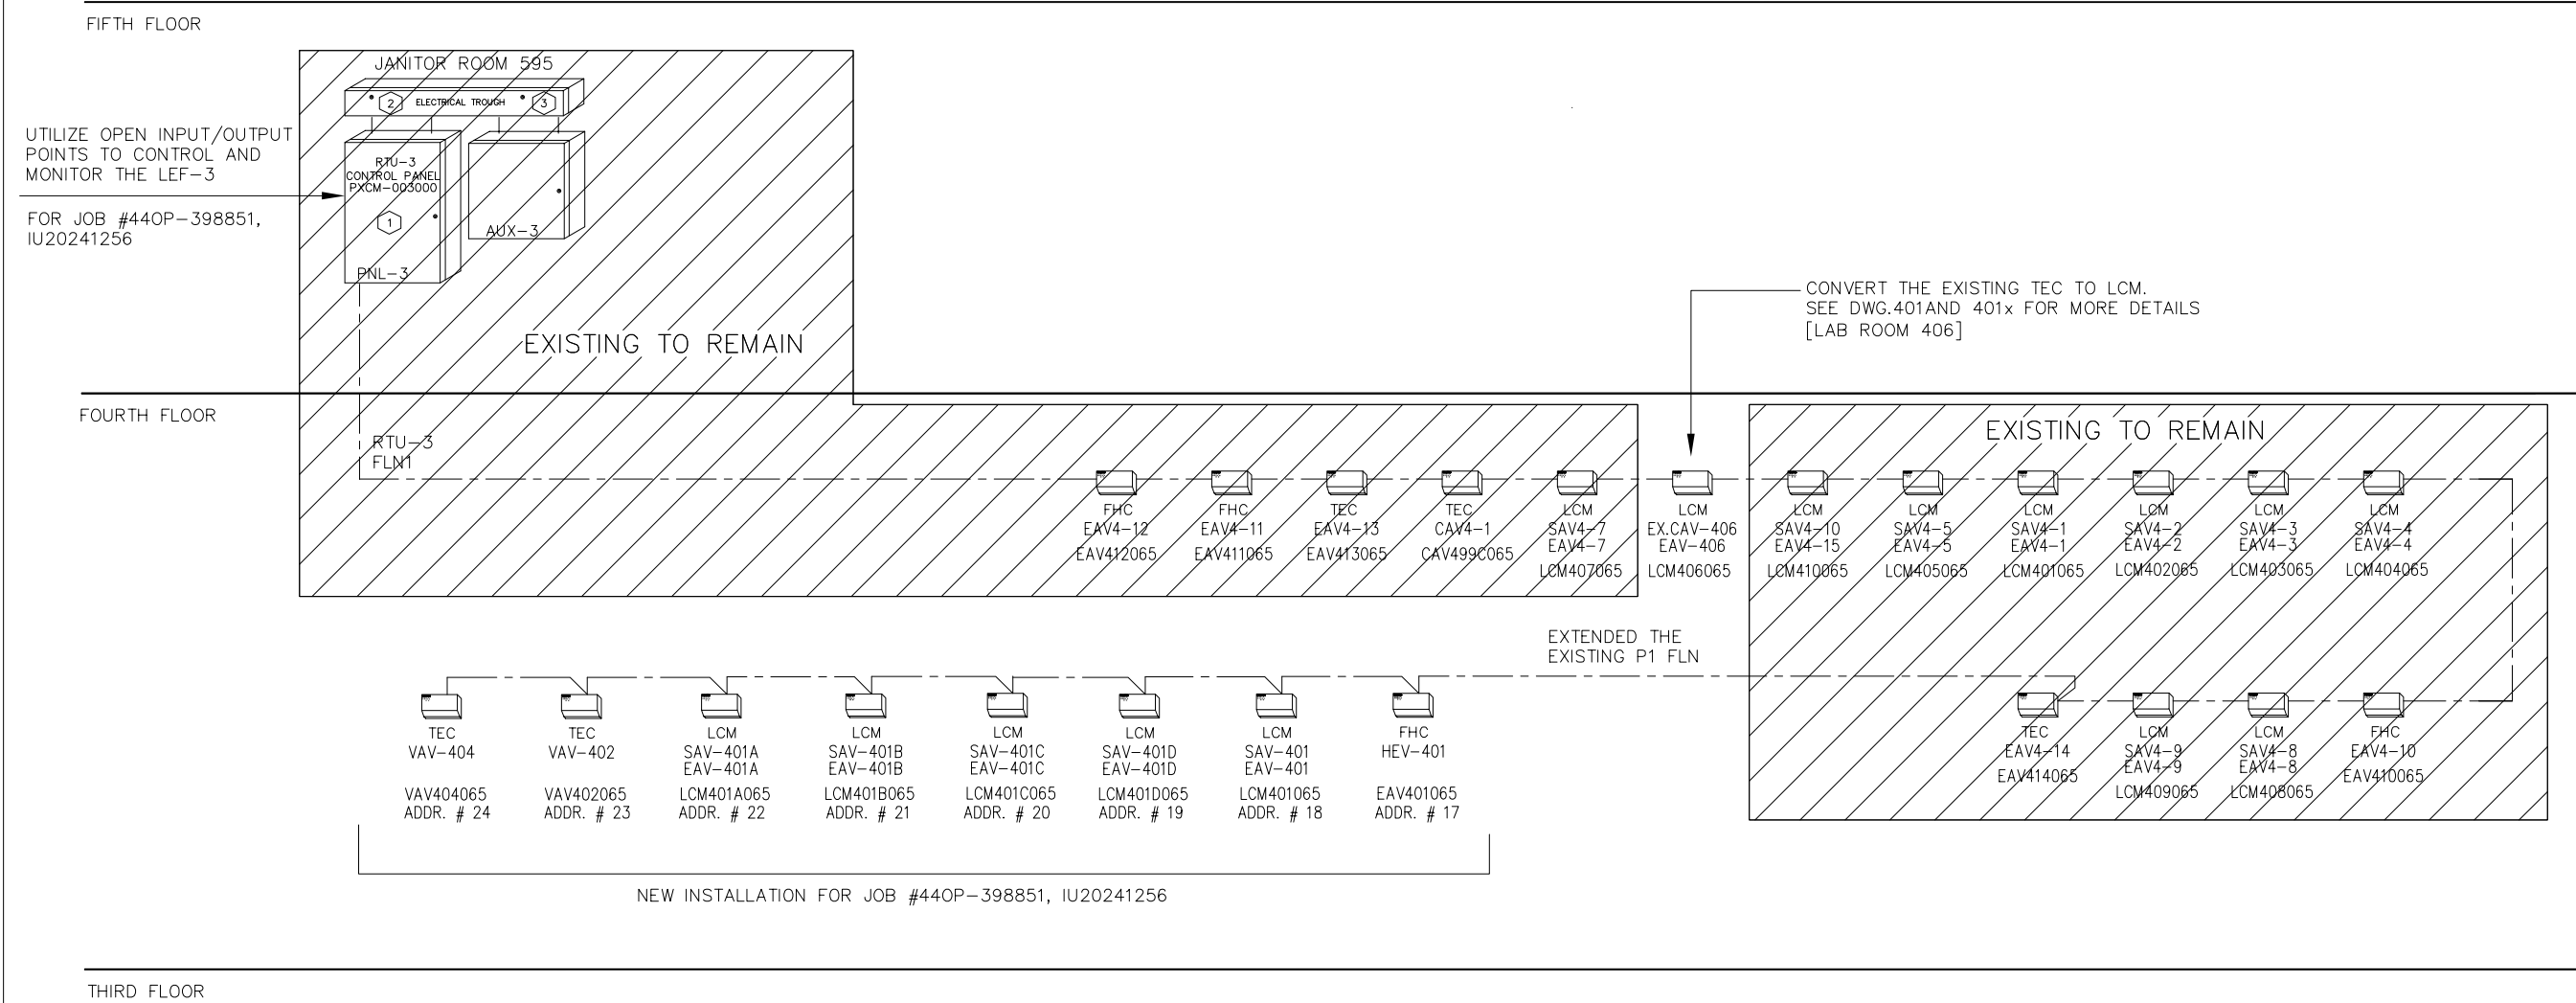 FIFTH FLOOR
JANITOR ROOM 595
2
ELECTRICAL TROUGH
3
UTILIZE OPEN INPUT/OUTPUT
POINTS TO CONTROL AND
MONITOR THE LEF-3
FOR JOB #44OP-398851,
IU20241256
RTU-3
CONTROL PANEL
PXCM-003000
1
PNL-3
AUX-3
EXISTING TO REMAIN
CONVERT THE EXISTING TEC TO LCM.
SEE DWG.401AND 401x FOR MORE DETAILS
[LAB ROOM 406]
FOURTH FLOOR
RTU-3
FLN1
EXISTING TO REMAIN
FHC
EAV4-12
EAV412065
FHC
EAV4-11
EAV411065
TEC
EAV4-13
EAV413065
TEC
CAV4-1
CAV499C065
LCM
SAV4-7
EAV4-7
LCM407065
LCM
EX.CAV-406
EAV-406
LCM406065
LCM
SAV4-10
EAV4-15
LCM410065
LCM
SAV4-5
EAV4-5
LCM405065
LCM
SAV4-1
EAV4-1
LCM401065
LCM
SAV4-2
EAV4-2
LCM402065
LCM
SAV4-3
EAV4-3
LCM403065
LCM
SAV4-4
EAV4-4
LCM404065
EXTENDED THE
EXISTING P1 FLN
TEC
VAV-404
VAV404065
ADDR. # 24
TEC
VAV-402
VAV402065
ADDR. # 23
LCM
SAV-401A
EAV-401A
LCM401A065
ADDR. # 22
LCM
SAV-401B
EAV-401B
LCM401B065
ADDR. # 21
LCM
SAV-401C
EAV-401C
LCM401C065
ADDR. # 20
LCM
SAV-401D
EAV-401D
LCM401D065
ADDR. # 19
LCM
SAV-401
EAV-401
LCM401065
ADDR. # 18
FHC
HEV-401
EAV401065
ADDR. # 17
TEC
EAV4-14
EAV414065
LCM
SAV4-9
EAV4-9
LCM409065
LCM
SAV4-8
EAV4-8
LCM408065
FHC
EAV4-10
EAV410065
NEW INSTALLATION FOR JOB #44OP-398851, IU20241256
THIRD FLOOR